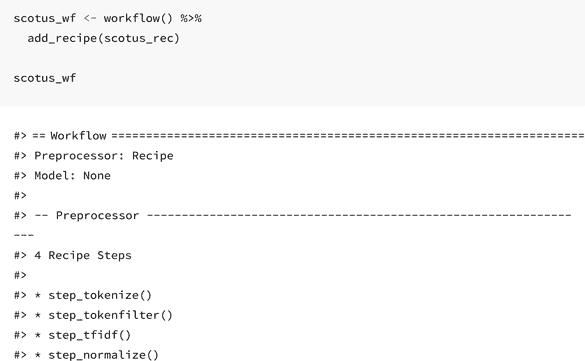 scotus_wf <- workflow() %>%
  add_recipe(scotus_rec)
scotus_wf
#> == Workflow ====================================================================
#> Preprocessor: Recipe
#> Model: None
#>
#> -- Preprocessor -------------------------------------------------------------
---
#> 4 Recipe Steps
#>
#> * step_tokenize()
#> * step_tokenfilter()
#> * step_tfidf()
#> * step_normalize()